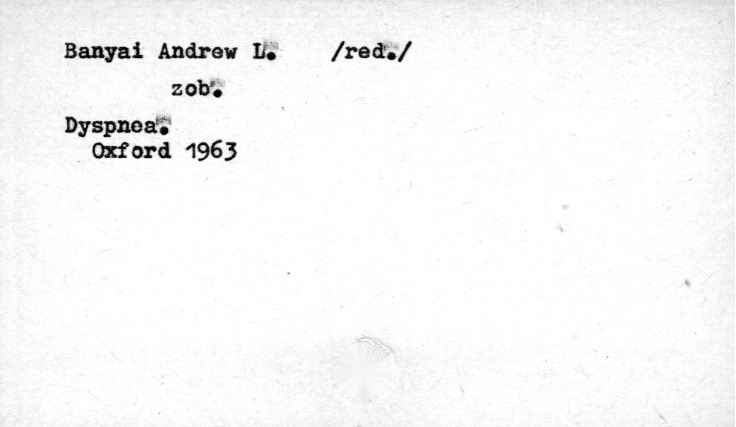 Banyai Andrew L. /red./
zob.
Dyspnea.
Oxford 1963